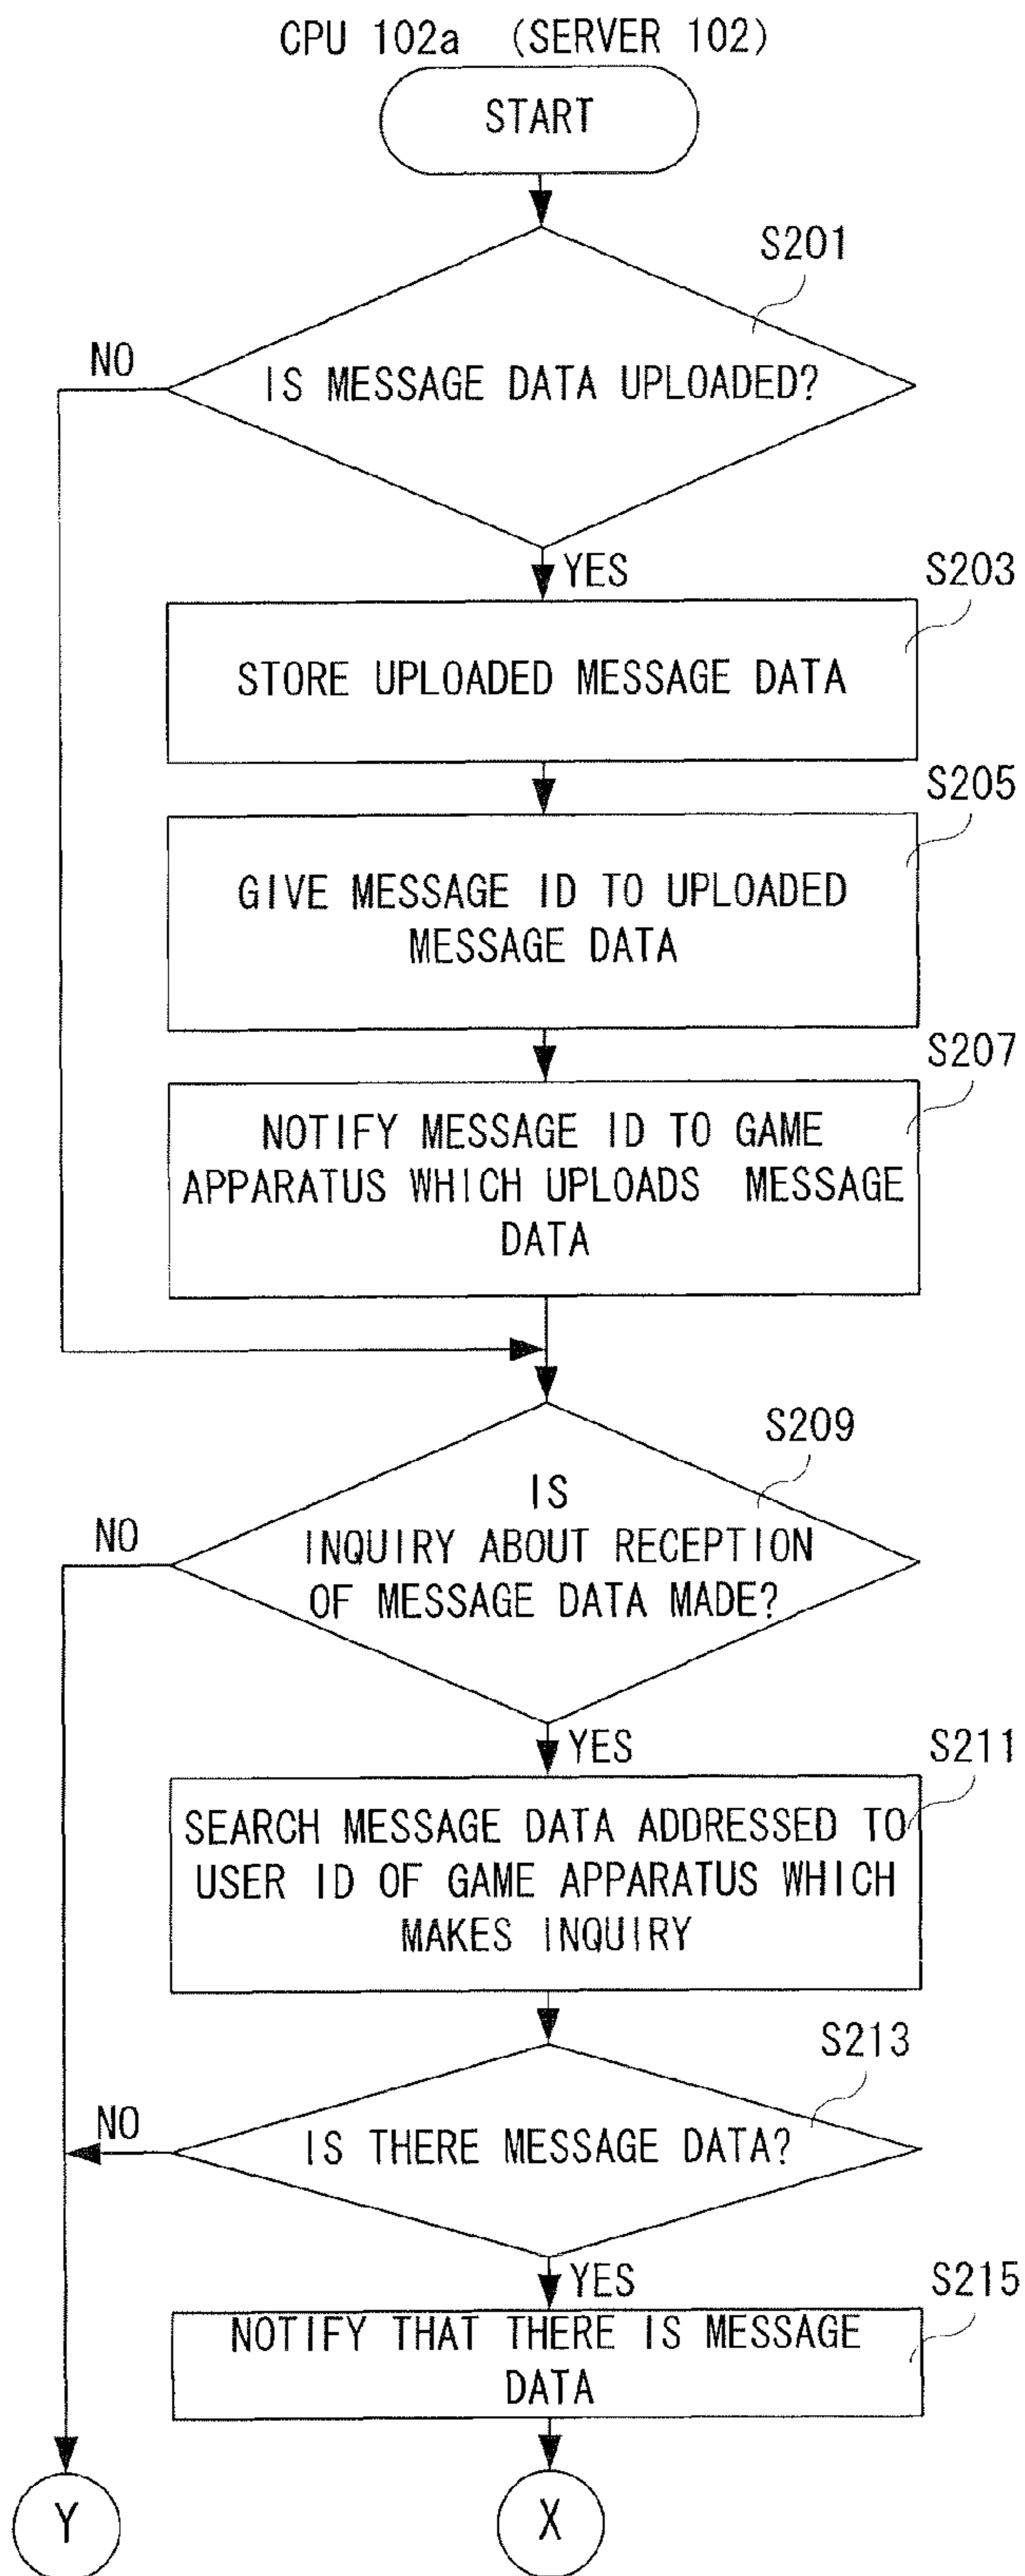 CPU 102a (SERVER 102)
START
S201
NO
IS MESSAGE DATA UPLOADED?
YES
S203
STORE UPLOADED MESSAGE DATA
S205
GIVE MESSAGE ID TO UPLOADED
MESSAGE DATA
S207
NOTIFY MESSAGE ID TO GAME
APPARATUS WHICH UPLOADS MESSAGE
DATA
S209
NO
IS
INQUIRY ABOUT RECEPTION
OF MESSAGE DATA MADE?
YES
S211
SEARCH MESSAGE DATA ADDRESSED TO
USER ID OF GAME APPARATUS WHICH
MAKES INQUIRY
S213
NO
IS THERE MESSAGE DATA?
YES
S215
NOTIFY THAT THERE IS MESSAGE
DATA
Y
X